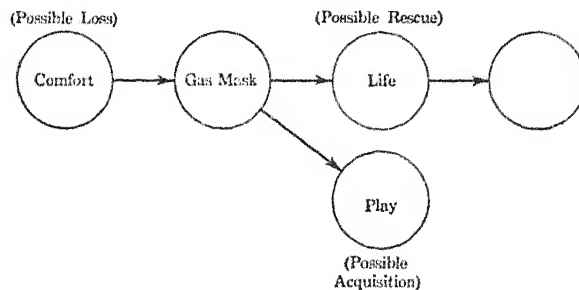 (Possible Loss)
(Possible Rescue)
Comfort
Gas Mask
Life
Play
(Possible
Acquisition)